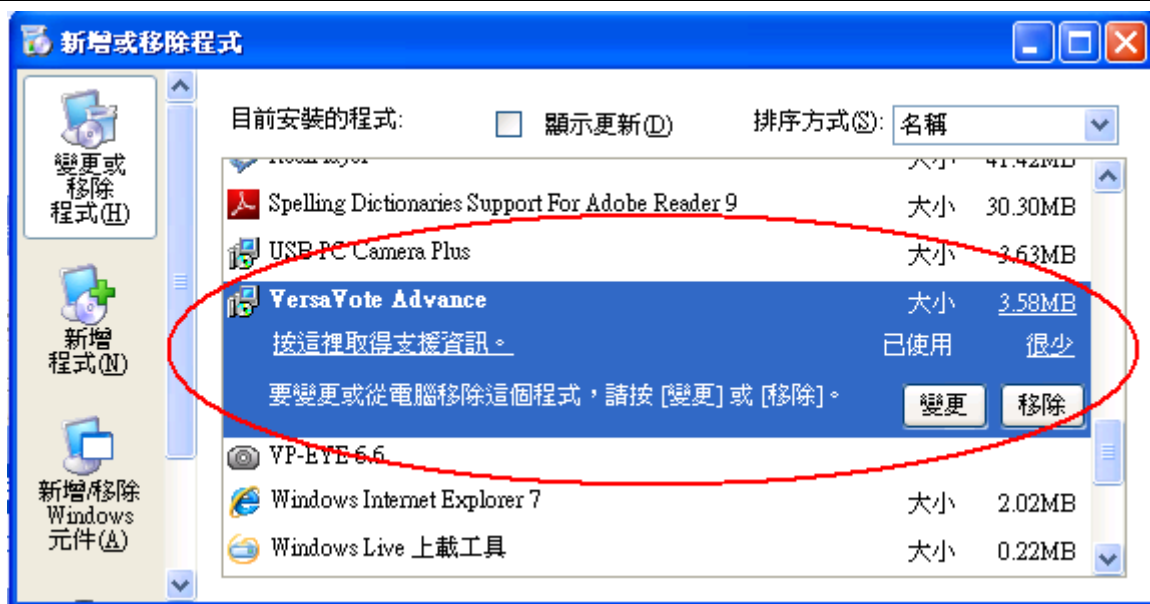 新增或移除程式
變更或
移除
程式(H)
新增
程式(N)
新增/移除
Windows
元件(A)
目前安裝的程式:
顯示更新(D)
排序方式(S): 名稱
Spelling Dictionaries Support For Adobe Reader 9 大小 30.30MB
USB PC Camera Plus 大小 3.63MB
VersaVote Advance 大小 3.58MB
按這裡取得支援資訊。 已使用 很少
要變更或從電腦移除這個程式，請按 [變更] 或 [移除]。 變更 移除
VP-EYE 6.6
Windows Internet Explorer 7 大小 2.02MB
Windows Live 上載工具 大小 0.22MB